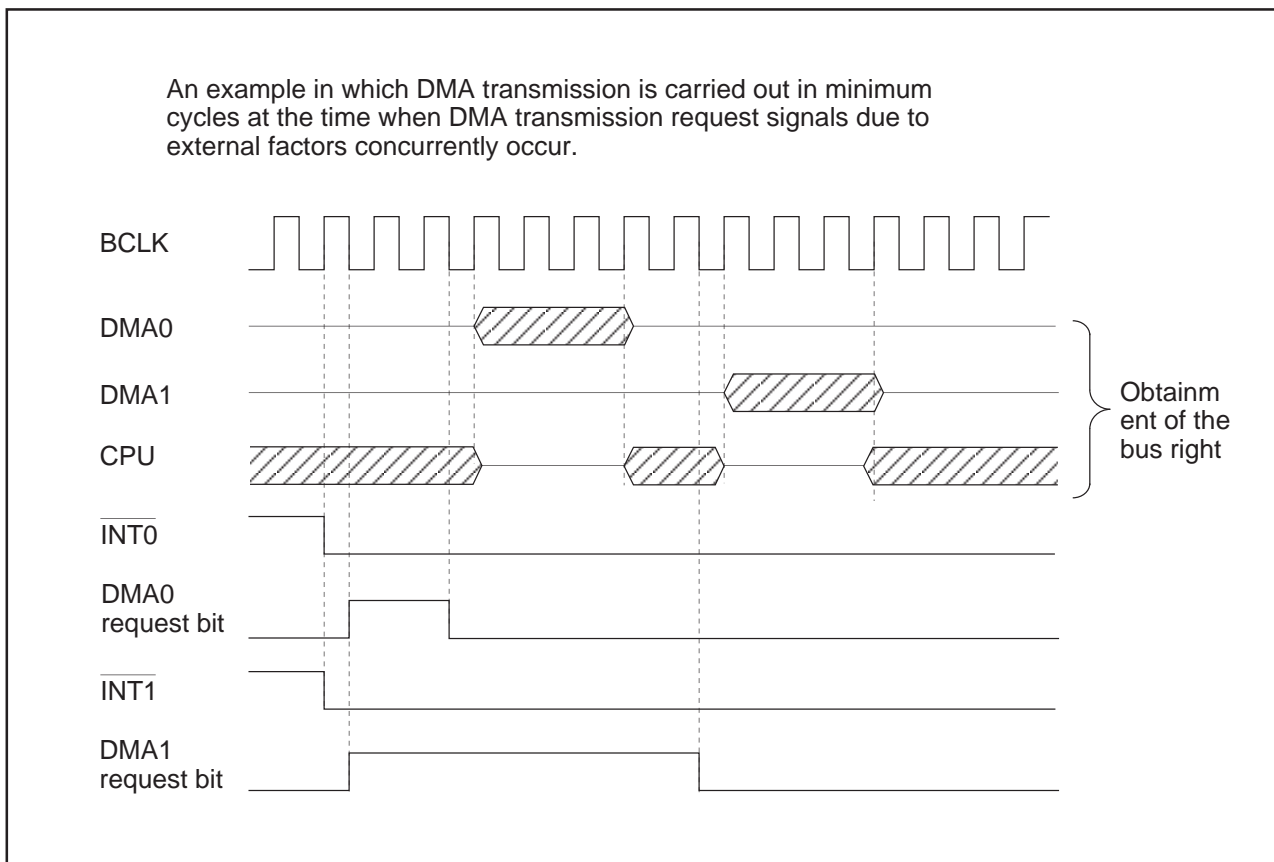 An example in which DMA transmission is carried out in minimum
cycles at the time when DMA transmission request signals due to
external factors concurrently occur.
BCLK
DMA0
DMA1
CPU
Obtainm
ent of the
bus right
INT0
DMA0
request bit
INT1
DMA1
request bit